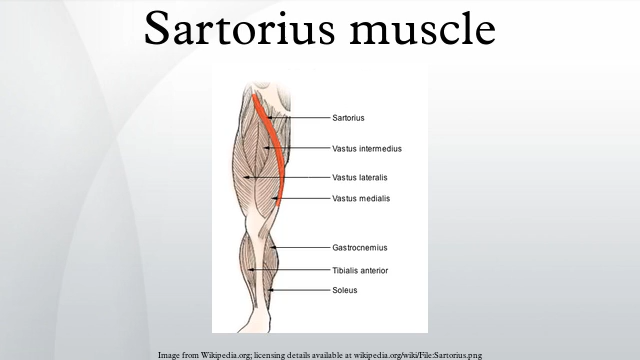 Sartorius muscle
Sartorius
Vastus intermedius
Vastus lateralis
Vastus medialis
Gastrocnemius
Tibialis anterior
Soleus
Image from Wikipedia.org; licensing details available at wikipedia.org/wiki/File:Sartorius.png